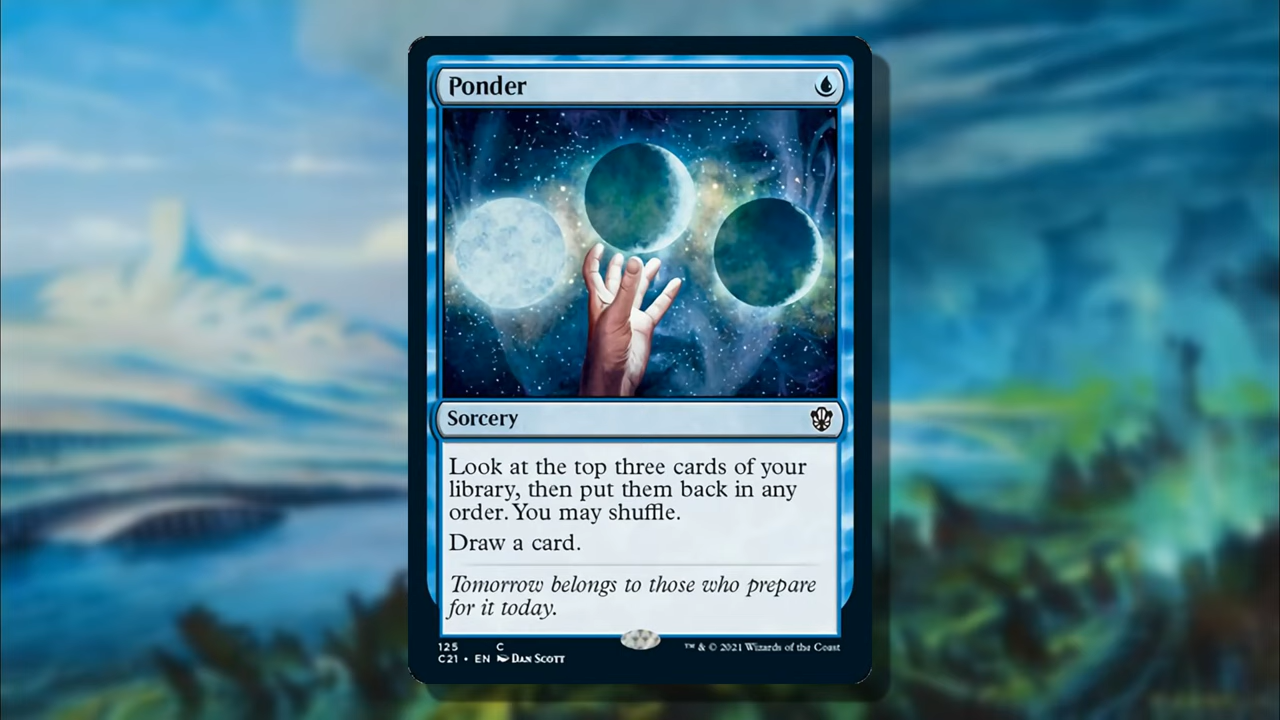 Ponder
Sorcery
Look at the top three cards of your
library, then put them back in any
order. You may shuffle.
Draw a card.
Tomorrow belongs to those who prepare
for it today.
125 C
C21 • EN Dan Scott
™ & © 2021 Wizards of the Coast